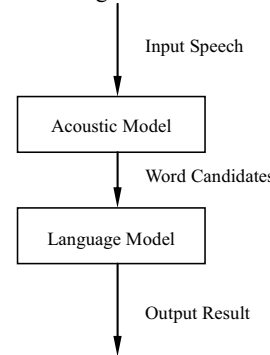 Input Speech
Acoustic Model
Word Candidates
Language Model
Output Result